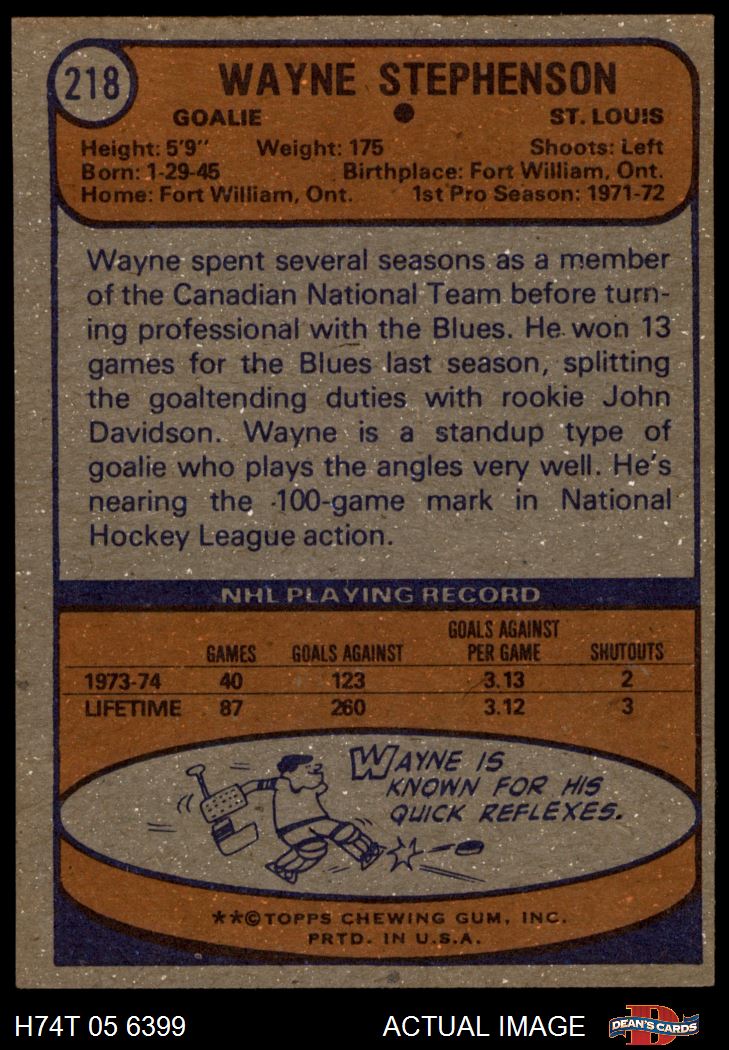 218
WAYNE STEPHENSON
GOALIE ST. LOUIS
Height: 5'9" Weight: 175 Shoots: Left
Born: 1-29-45 Birthplace: Fort William, Ont.
Home: Fort William, Ont. 1st Pro Season: 1971-72
Wayne spent several seasons as a member
of the Canadian National Team before turn-
ing professional with the Blues. He won 13
games for the Blues last season, splitting
the goaltending duties with rookie John
Davidson. Wayne is a standup type of
goalie who plays the angles very well. He's
nearing the 100-game mark in National
Hockey League action.
NHL PLAYING RECORD
GOALS AGAINST
GAMES GOALS AGAINST PER GAME SHUTOUTS
1973-74 40 123 3.13 2
LIFETIME 87 260 3.12 3
WAYNE IS
KNOWN FOR HIS
QUICK REFLEXES.
**©TOPPS CHEWING GUM, INC.
PRTD. IN U.S.A.
H74T 05 6399 ACTUAL IMAGE D DEAN'S CARDS